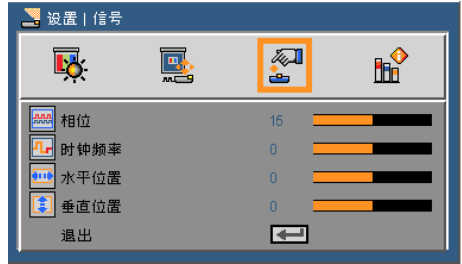 设置 | 信号
相位 15
时钟频率 0
水平位置 0
垂直位置 0
退出